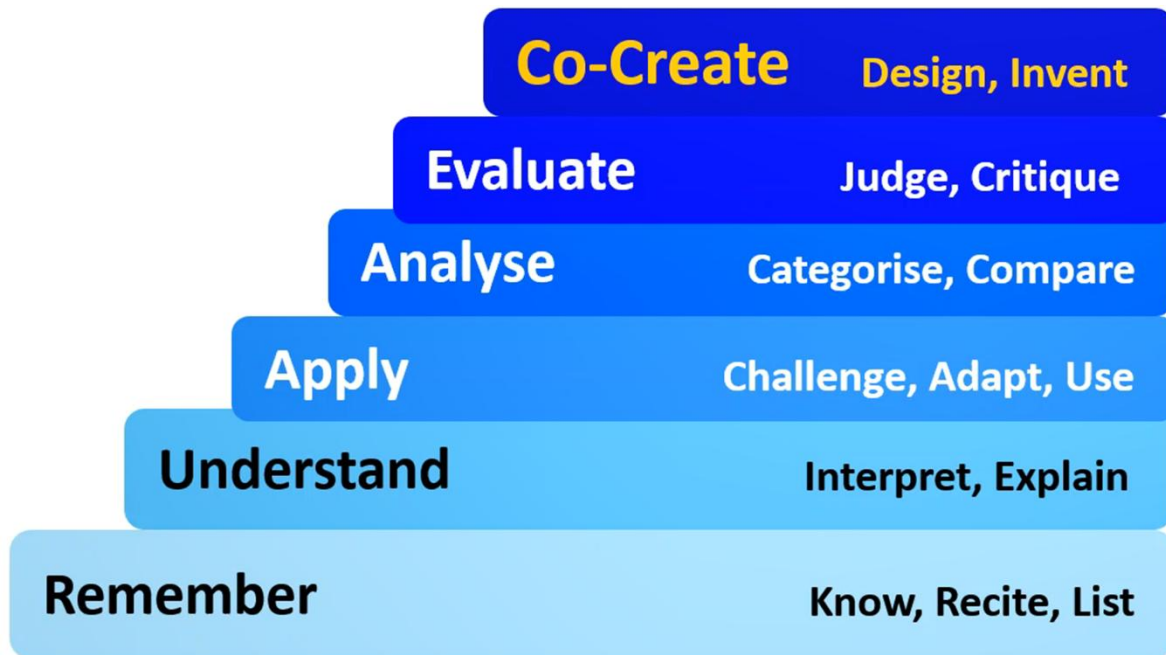 Co-Create Design, Invent
Evaluate Judge, Critique
Analyse Categorise, Compare
Apply Challenge, Adapt, Use
Understand Interpret, Explain
Remember Know, Recite, List